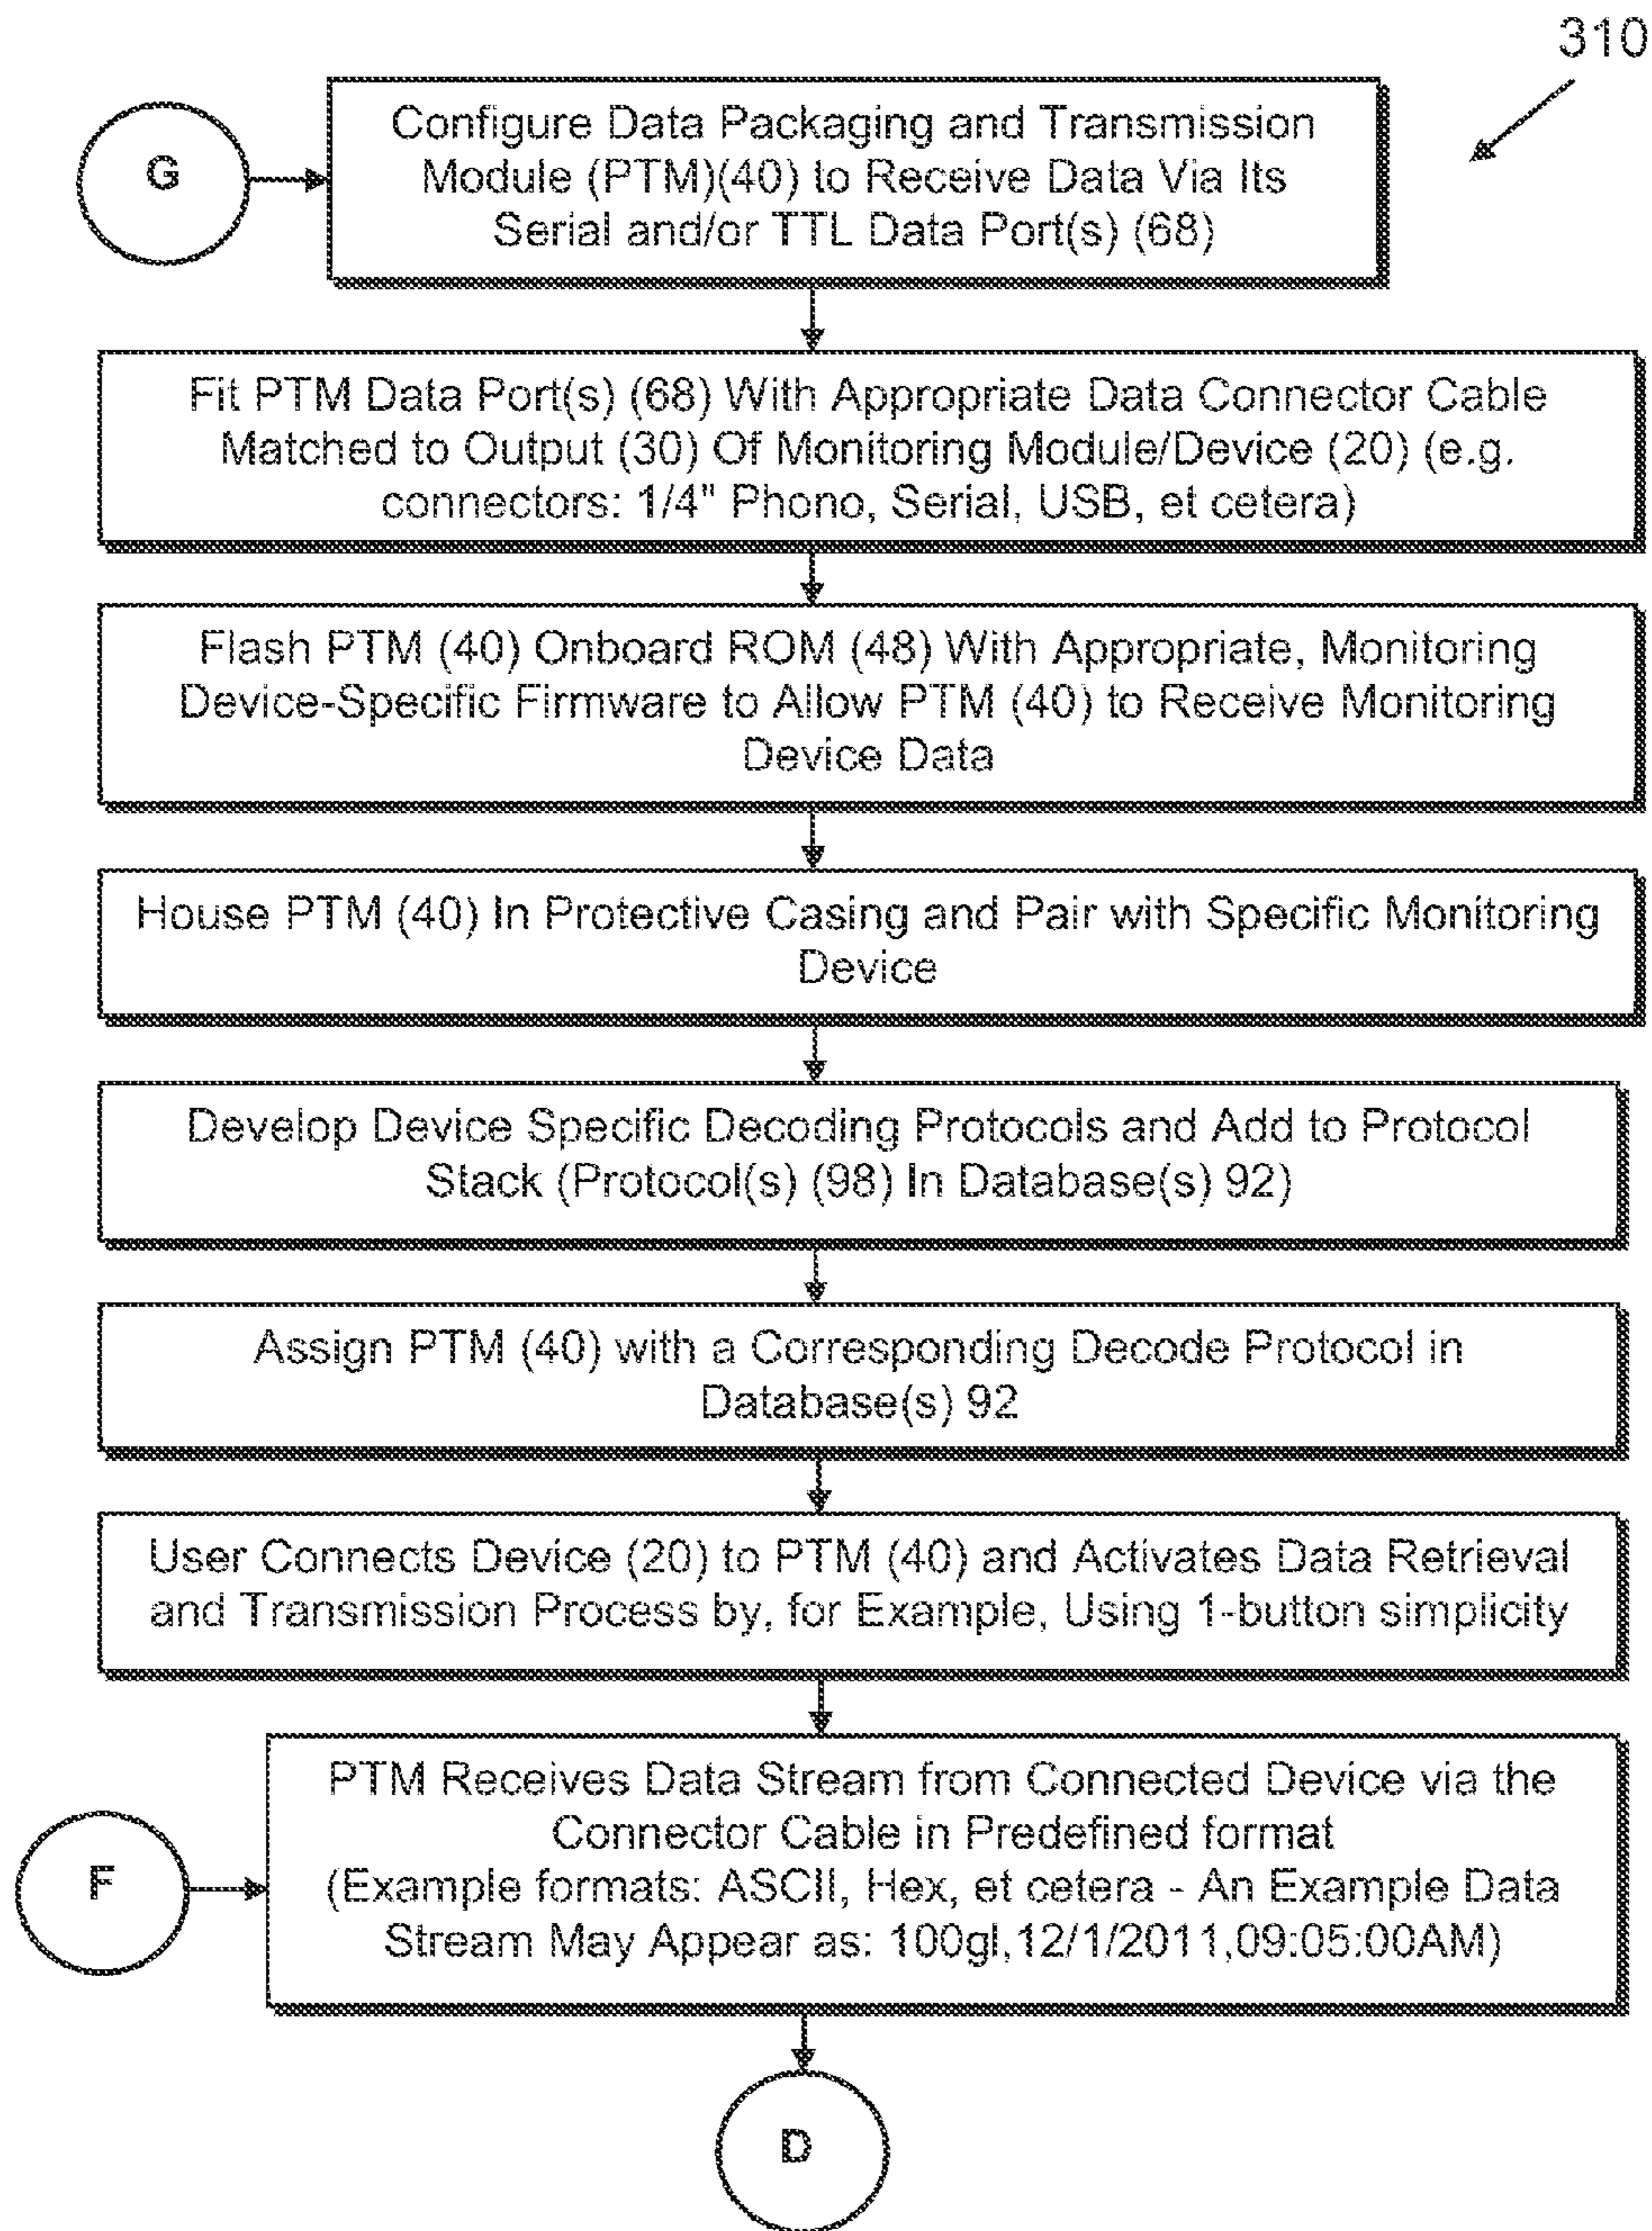 310
G
Configure Data Packaging and Transmission
Module (PTM)(40) to Receive Data Via Its
Serial and/or TTL Data Port(s) (68)
Fit PTM Data Port(s) (68) With Appropriate Data Connector Cable
Matched to Output (30) Of Monitoring Module/Device (20) (e.g.
connectors: 1/4" Phono, Serial, USB, et cetera)
Flash PTM (40) Onboard ROM (48) With Appropriate, Monitoring
Device-Specific Firmware to Allow PTM (40) to Receive Monitoring
Device Data
House PTM (40) In Protective Casing and Pair with Specific Monitoring
Device
Develop Device Specific Decoding Protocols and Add to Protocol
Stack (Protocol(s) (98) In Database(s) 92)
Assign PTM (40) with a Corresponding Decode Protocol in
Database(s) 92
User Connects Device (20) to PTM (40) and Activates Data Retrieval
and Transmission Process by, for Example, Using 1-button simplicity
F
PTM Receives Data Stream from Connected Device via the
Connector Cable in Predefined format
(Example formats: ASCII, Hex, et cetera - An Example Data
Stream May Appear as: 100gl,12/1/2011,09:05:00AM)
D